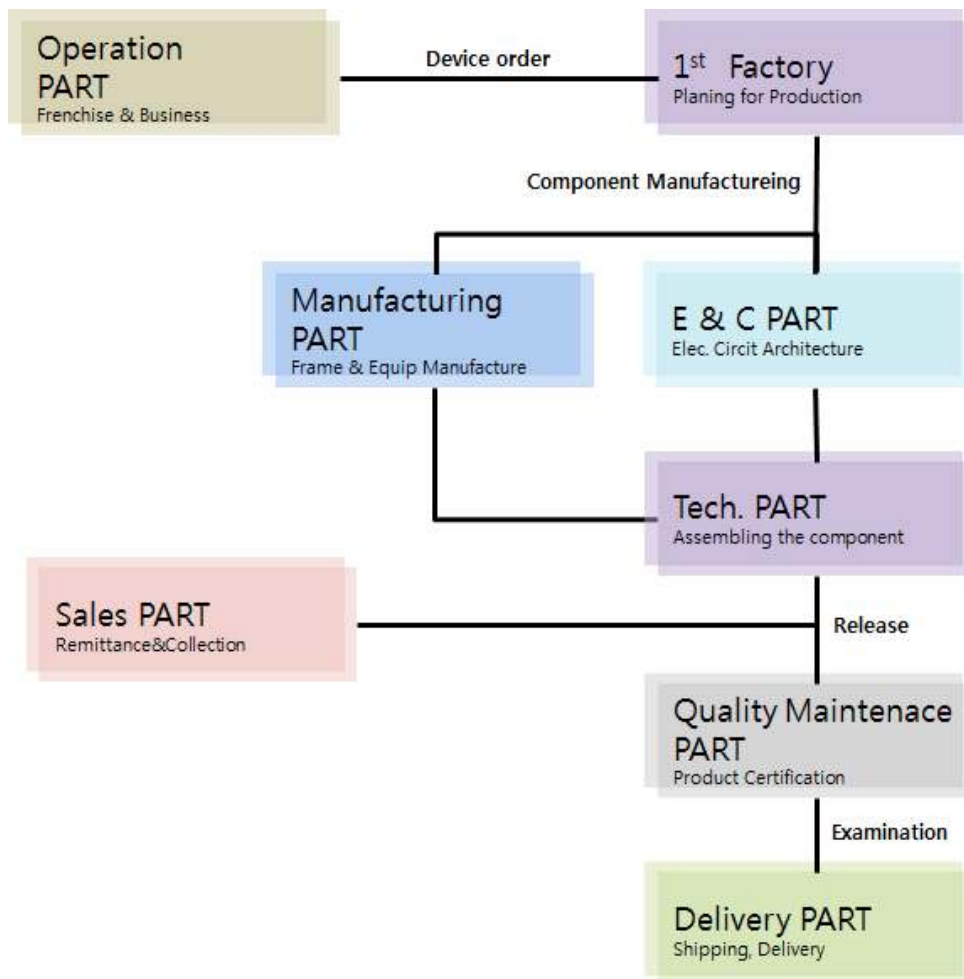 Operation
PART
Frenchise & Business
Device order
1st Factory
Planing for Production
Component Manufactureing
Manufacturing
PART
Frame & Equip Manufacture
E & C PART
Elec. Circit Architecture
Tech. PART
Assembling the component
Sales PART
Remittance&Collection
Release
Quality Maintenace
PART
Product Certification
Examination
Delivery PART
Shipping, Delivery